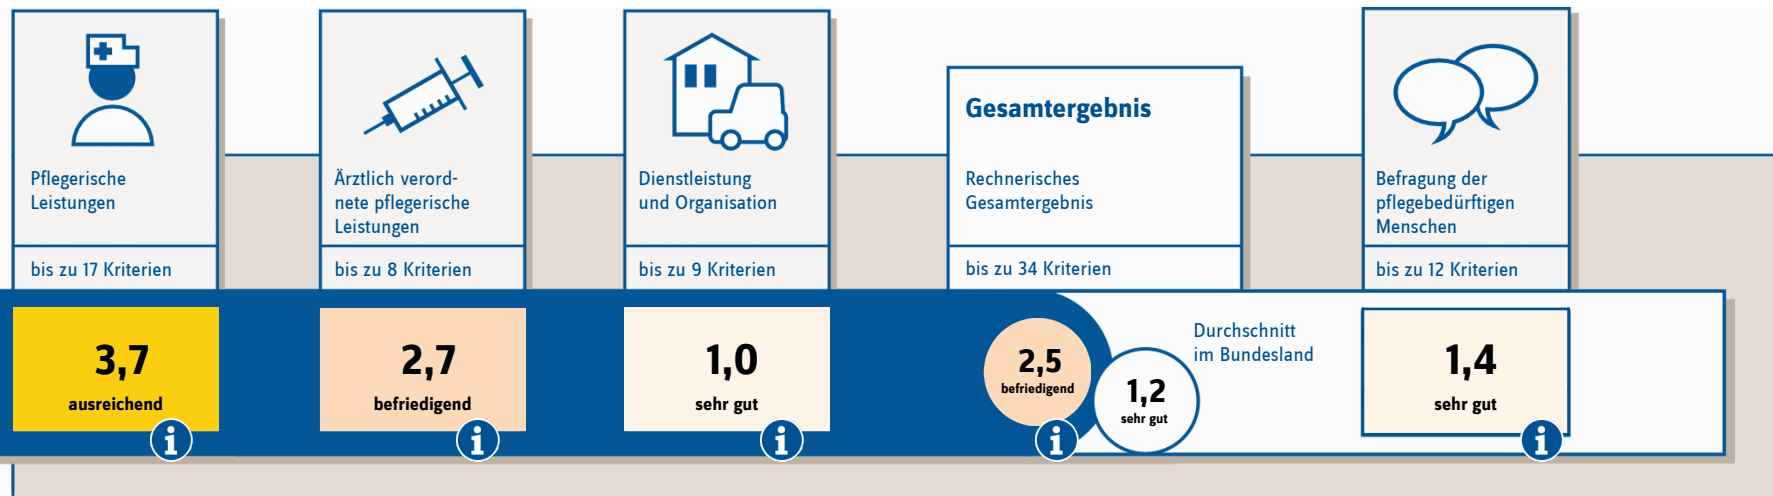 Pflegerische
Leistungen
bis zu 17 Kriterien
3,7
ausreichend
i
Ärztlich verord-
nete pflegerische
Leistungen
bis zu 8 Kriterien
2,7
befriedigend
i
Dienstleistung
und Organisation
bis zu 9 Kriterien
1,0
sehr gut
i
Gesamtergebnis
Rechnerisches
Gesamtergebnis
bis zu 34 Kriterien
2,5
befriedigend
i
1,2
sehr gut
Durchschnitt
im Bundesland
Befragung der
pflegebedürftigen
Menschen
bis zu 12 Kriterien
1,4
sehr gut
i